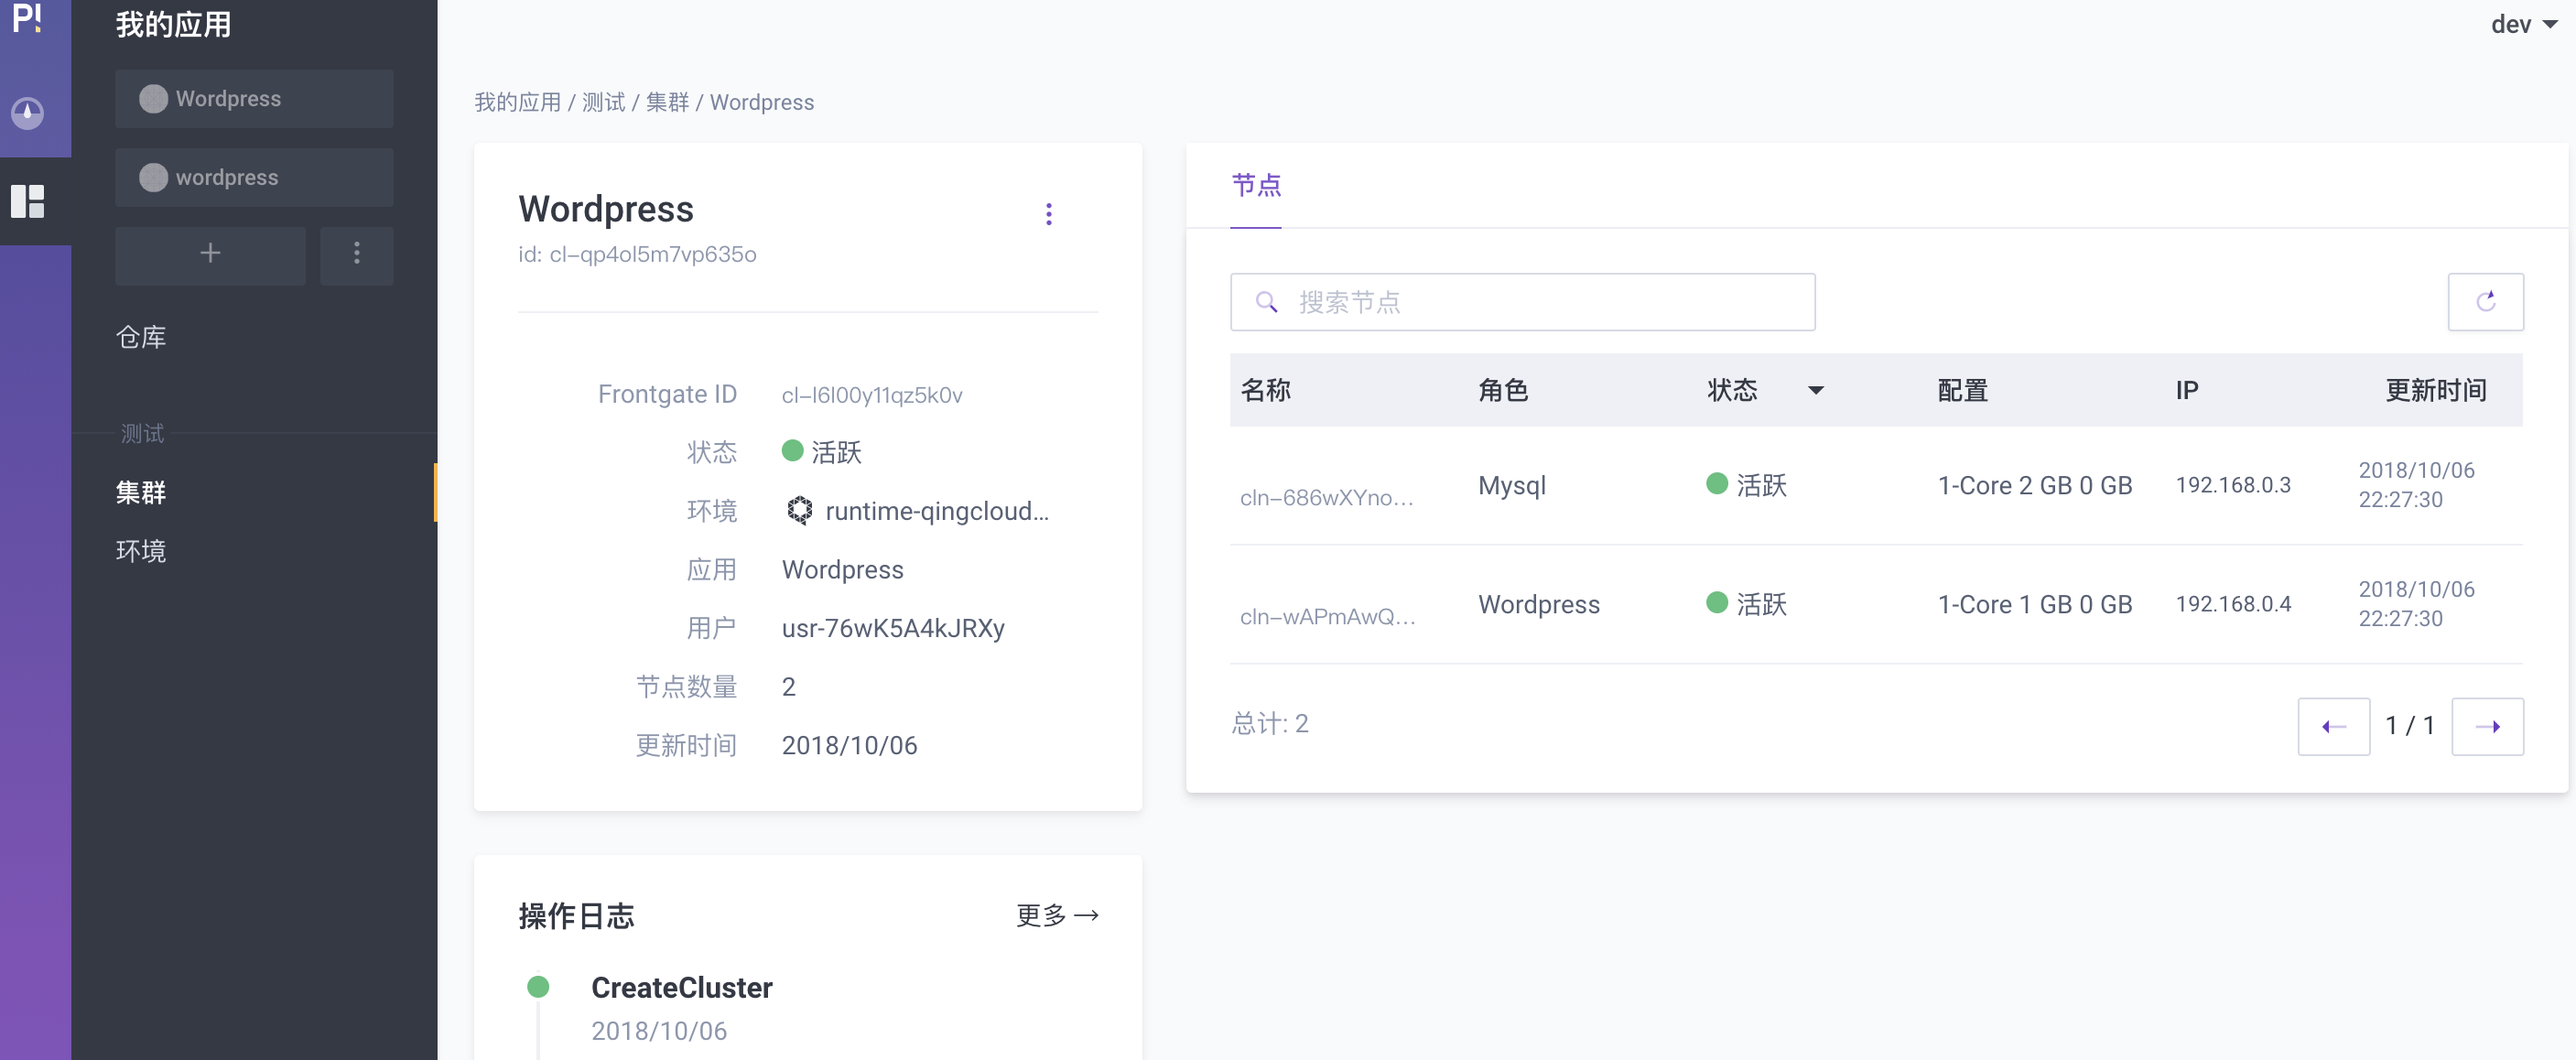 P!
我的应用
Wordpress
wordpress
仓库
测试
集群
环境
dev
我的应用 / 测试 / 集群 / Wordpress
Wordpress
id: cl-qp4ol5m7vp635o
Frontgate ID cl-l6l00y11qz5k0v
状态 活跃
环境 runtime-qingcloud...
应用 Wordpress
用户 usr-76wK5A4kJRXy
节点数量 2
更新时间 2018/10/06
操作日志 更多
CreateCluster
2018/10/06
节点
搜索节点
名称 角色 状态 配置 IP 更新时间
cln-686wXYno... Mysql 活跃 1-Core 2 GB 0 GB 192.168.0.3 2018/10/06 22:27:30
cln-wAPmAwQ... Wordpress 活跃 1-Core 1 GB 0 GB 192.168.0.4 2018/10/06 22:27:30
总计: 2
1 / 1